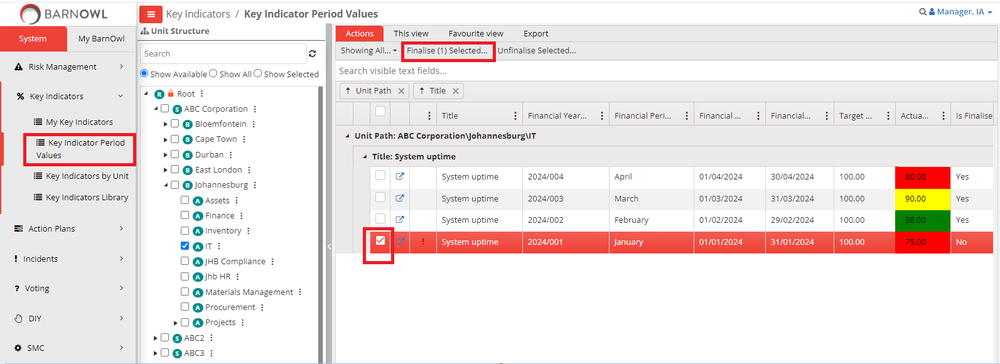 BARNOWL
Key Indicators / Key Indicator Period Values
Manager, IA
System
My BarnOwl
Risk Management
Key Indicators
My Key Indicators
Key Indicator Period
Values
Key Indicators by Unit
Key Indicators Library
Action Plans
Incidents
Voting
DIY
SMC
Unit Structure
Search
Show Available Show All Show Selected
R Root
S ABC Corporation
B Bloemfontein
B Cape Town
B Durban
B East London
B Johannesburg
A Assets
A Finance
A Inventory
A IT
A JHB Compliance
A Jhb HR
A Materials Management
A Procurement
A Projects
S ABC2
S ABC3
Actions This view Favourite view Export
Showing All... Finalise (1) Selected... Unfinalise Selected...
Search visible text fields...
Unit Path Title
Title Financial Year... Financial Peri... Financial ... Financial... Target ... Actua... Is Finalise
Unit Path: ABC Corporation\Johannesburg\IT
Title: System uptime
System uptime 2024/004 April 01/04/2024 30/04/2024 100.00 80.00 Yes
System uptime 2024/003 March 01/03/2024 31/03/2024 100.00 90.00 Yes
System uptime 2024/002 February 01/02/2024 29/02/2024 100.00 98.00 Yes
! System uptime 2024/001 January 01/01/2024 31/01/2024 100.00 75.00 No